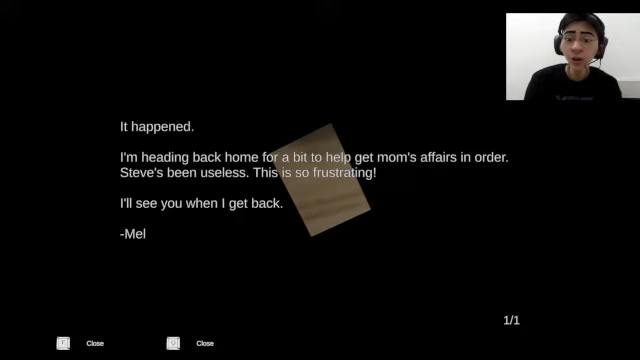 It happened.
I'm heading back home for a bit to help get mom's affairs in order.
Steve's been useless. This is so frustrating!
I'll see you when I get back.
-Mel
1/1
Close
Close